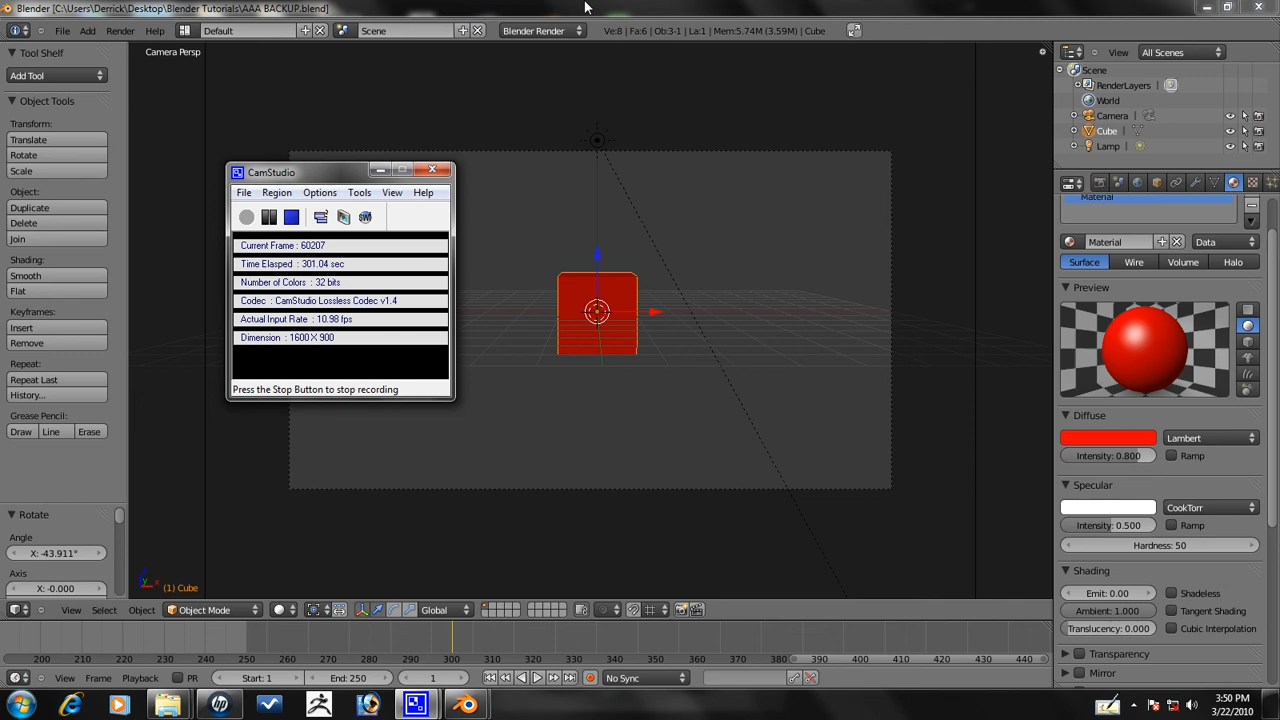 Blender [C:\Users\Derrick\Desktop\Blender Tutorials\AAA BACKUP.blend]
File Add Render Help Default Scene Blender Render Ve:8 | Fa:6 | Ob:3-1 | La:1 | Mem:5.74M (3.59M) | Cube
Tool Shelf
Add Tool
Object Tools
Transform:
Translate
Rotate
Scale
Object:
Duplicate
Delete
Join
Shading:
Smooth
Flat
Keyframes:
Insert
Remove
Repeat:
Repeat Last
History...
Grease Pencil:
Draw Line Erase
Rotate
Angle
X: -43.911°
Axis
X: -0.000
Camera Persp
CamStudio
File Region Options Tools View Help
Current Frame : 60207
Time Elasped : 301.04 sec
Number of Colors : 32 bits
Codec : CamStudio Lossless Codec v1.4
Actual Input Rate : 10.98 fps
Dimension : 1600 X 900
Press the Stop Button to stop recording
(1) Cube
View Select Object Object Mode Global
200 210 220 230 240 250 260 270 280 290 300 310 320 330 340 350 360 370 380 390 400 410 420 430 440
View Frame Playback PR Start: 1 End: 250 1 No Sync
View All Scenes
Scene
RenderLayers
World
Camera
Cube
Lamp
Material
Material Data
Surface Wire Volume Halo
Preview
Diffuse
Lambert
Intensity: 0.800 Ramp
Specular
CookTorr
Intensity: 0.500 Ramp
Hardness: 50
Shading
Emit: 0.00 Shadeless
Ambient: 1.000 Tangent Shading
Translucency: 0.000 Cubic Interpolation
Transparency
Mirror
3:50 PM
3/22/2010